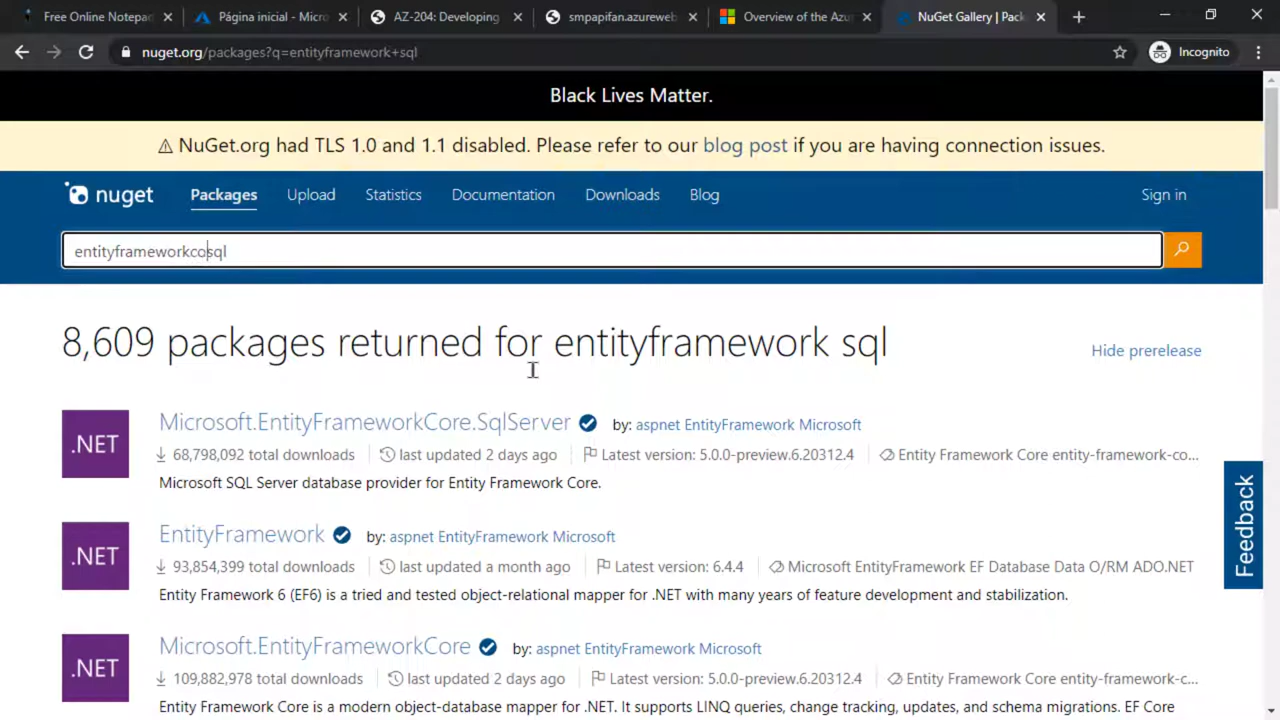 Free Online Notepad
Página inicial - Micro
AZ-204: Developing
smpapifan.azureweb
Overview of the Azu
NuGet Gallery | Pack
nuget.org/packages?q=entityframework+sql
Incognito
Black Lives Matter.
⚠ NuGet.org had TLS 1.0 and 1.1 disabled. Please refer to our blog post if you are having connection issues.
nuget Packages Upload Statistics Documentation Downloads Blog Sign in
entityframeworkcosql
8,609 packages returned for entityframework sql
Hide prerelease
.NET
Microsoft.EntityFrameworkCore.SqlServer by: aspnet EntityFramework Microsoft
68,798,092 total downloads last updated 2 days ago Latest version: 5.0.0-preview.6.20312.4 Entity Framework Core entity-framework-co...
Microsoft SQL Server database provider for Entity Framework Core.
.NET
EntityFramework by: aspnet EntityFramework Microsoft
93,854,399 total downloads last updated a month ago Latest version: 6.4.4 Microsoft EntityFramework EF Database Data O/RM ADO.NET
Entity Framework 6 (EF6) is a tried and tested object-relational mapper for .NET with many years of feature development and stabilization.
.NET
Microsoft.EntityFrameworkCore by: aspnet EntityFramework Microsoft
109,882,978 total downloads last updated 2 days ago Latest version: 5.0.0-preview.6.20312.4 Entity Framework Core entity-framework-c...
Entity Framework Core is a modern object-database mapper for .NET. It supports LINQ queries, change tracking, updates, and schema migrations. EF Core
Feedback